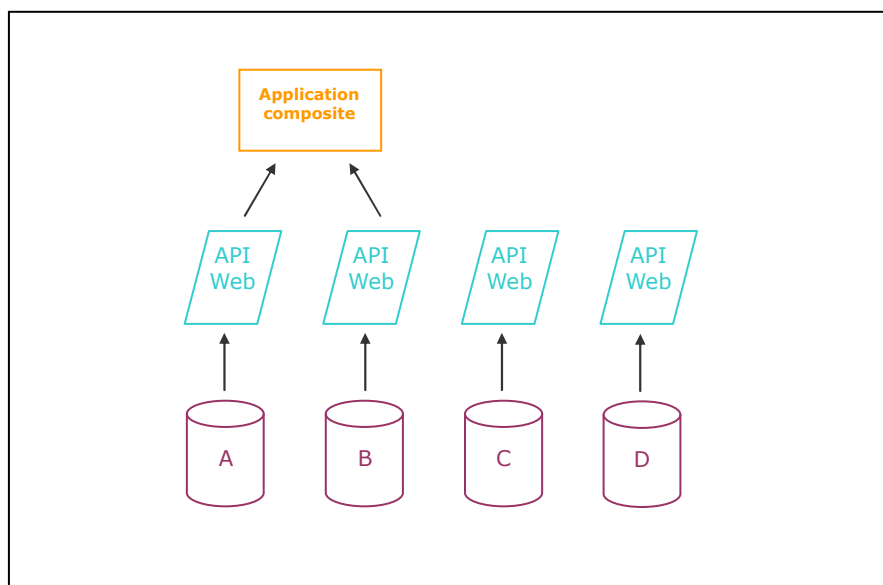 Application
composite
API
Web
API
Web
API
Web
API
Web
A
B
C
D